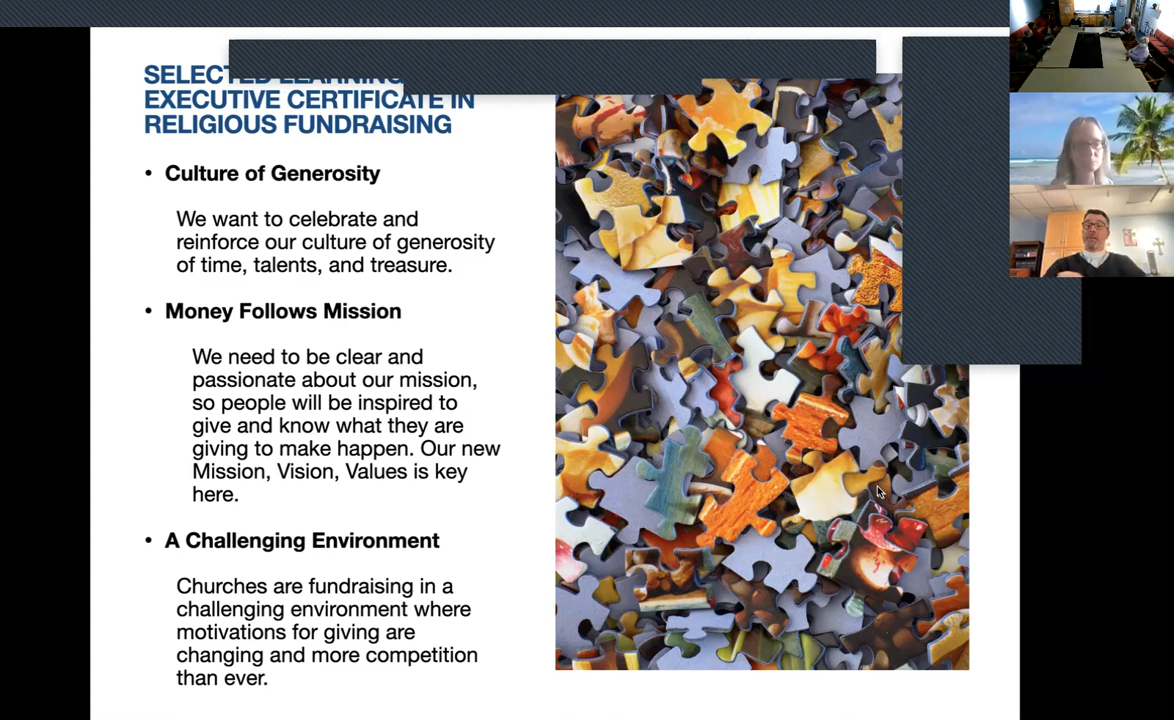 SELECTED LEARNING
EXECUTIVE CERTIFICATE IN
RELIGIOUS FUNDRAISING
• Culture of Generosity
We want to celebrate and
reinforce our culture of generosity
of time, talents, and treasure.
• Money Follows Mission
We need to be clear and
passionate about our mission,
so people will be inspired to
give and know what they are
giving to make happen. Our new
Mission, Vision, Values is key
here.
• A Challenging Environment
Churches are fundraising in a
challenging environment where
motivations for giving are
changing and more competition
than ever.